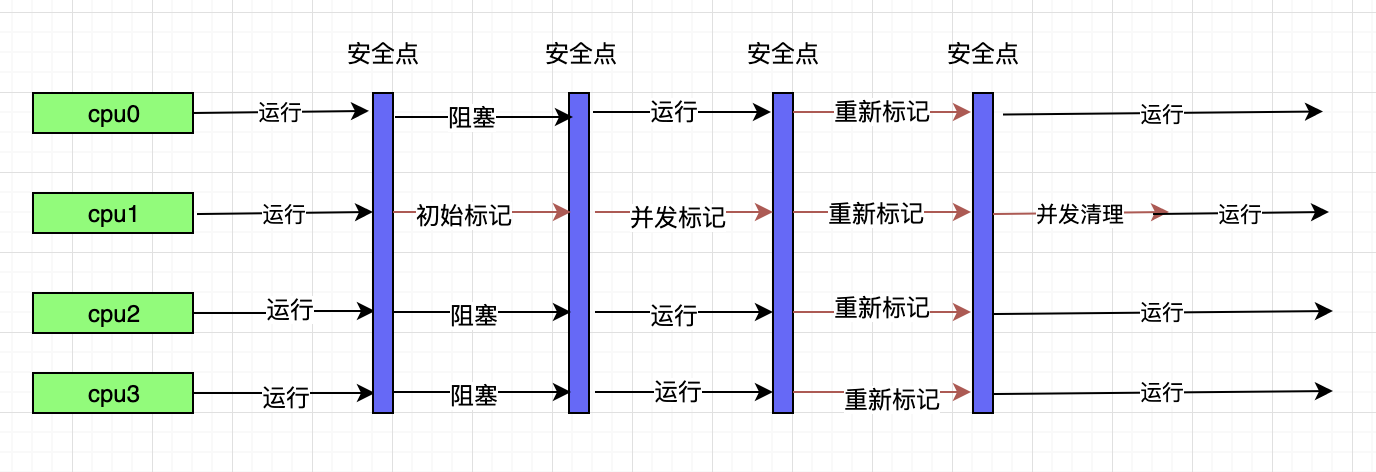 安全点 安全点 安全点 安全点
cpu0 运行 阻塞 运行 重新标记 运行
cpu1 运行 初始标记 并发标记 重新标记 并发清理 运行
cpu2 运行 阻塞 运行 重新标记 运行
cpu3 运行 阻塞 运行 重新标记 运行